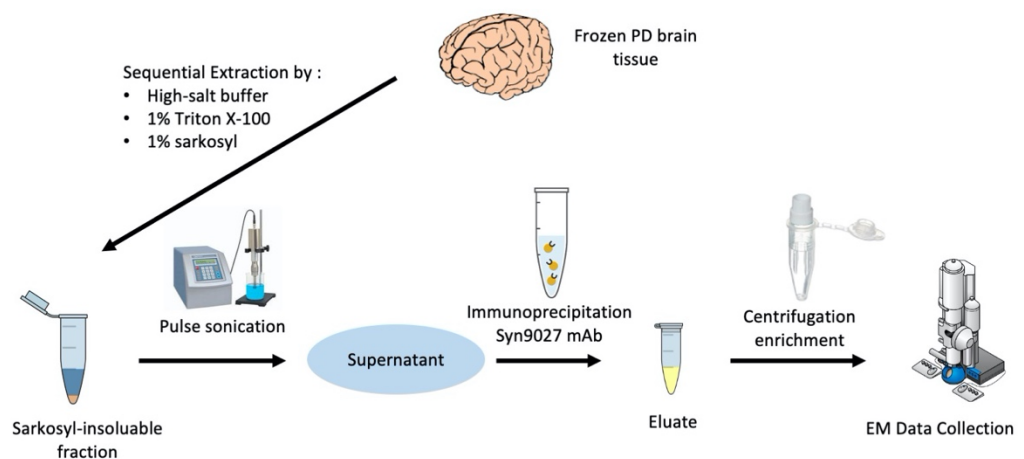 Frozen PD brain
tissue
Sequential Extraction by :
• High-salt buffer
• 1% Triton X-100
• 1% sarkosyl
Pulse sonication
Immunoprecipitation
Syn9027 mAb
Centrifugation
enrichment
Supernatant
Sarkosyl-insoluable
fraction
Eluate
EM Data Collection